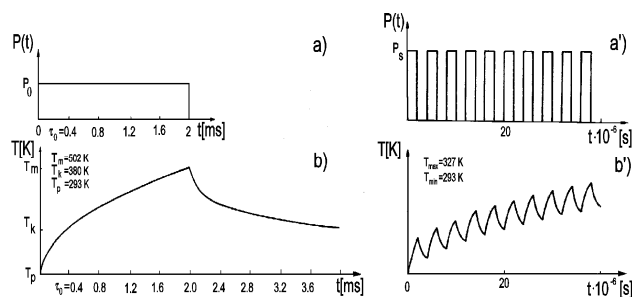 P(t)
a)
P0
0
τ0=0.4
0.8
1.2
1.6
2
t[ms]
T[K]
b)
Tm
Tm=502 K
Tk=380 K
Tp=293 K
Tk
Tp
τ0=0.4
0.8
1.2
1.6
2.0
2.4
2.8
3.2
3.6
t[ms]
P(t)
a')
Ps
20
t·10-6 [s]
T[K]
b')
Tmax=327 K
Tmin=293 K
0
20
t·10-6 [s]